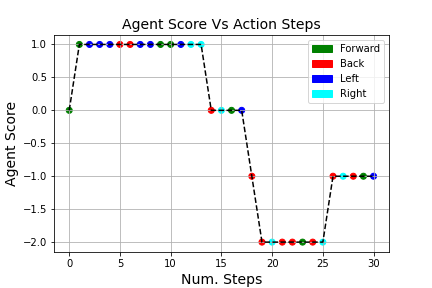 Agent Score Vs Action Steps
1.0
0.5
0.0
−0.5
−1.0
−1.5
−2.0
Agent Score
Forward
Back
Left
Right
0 5 10 15 20 25 30
Num. Steps